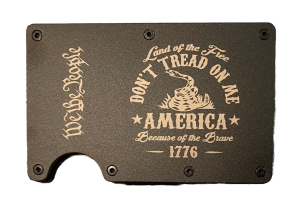 We the People
Land of the Free
DON'T TREAD ON ME
AMERICA
Because of the Brave
1776